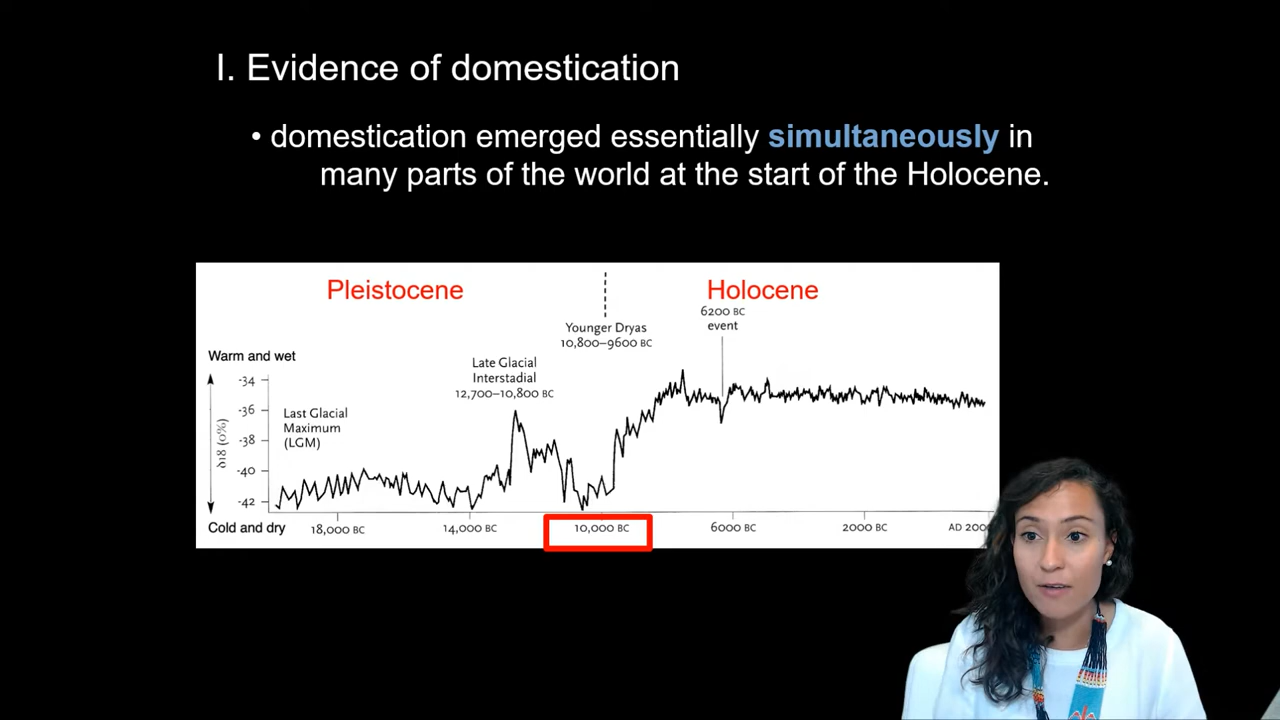 I. Evidence of domestication
• domestication emerged essentially simultaneously in
many parts of the world at the start of the Holocene.
Pleistocene
Holocene
6200 BC
event
Younger Dryas
10,800–9600 BC
Late Glacial
Interstadial
12,700–10,800 BC
Warm and wet
-34
-36
-38
-40
-42
δ18 (0%)
Last Glacial
Maximum
(LGM)
Cold and dry
18,000 BC
14,000 BC
10,000 BC
6000 BC
2000 BC
AD 2000